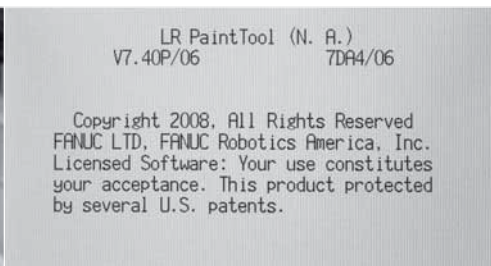 LR PaintTool (N. A.)
V7.40P/06 7DA4/06
Copyright 2008, All Rights Reserved
FANUC LTD, FANUC Robotics America, Inc.
Licensed Software: Your use constitutes
your acceptance. This product protected
by several U.S. patents.